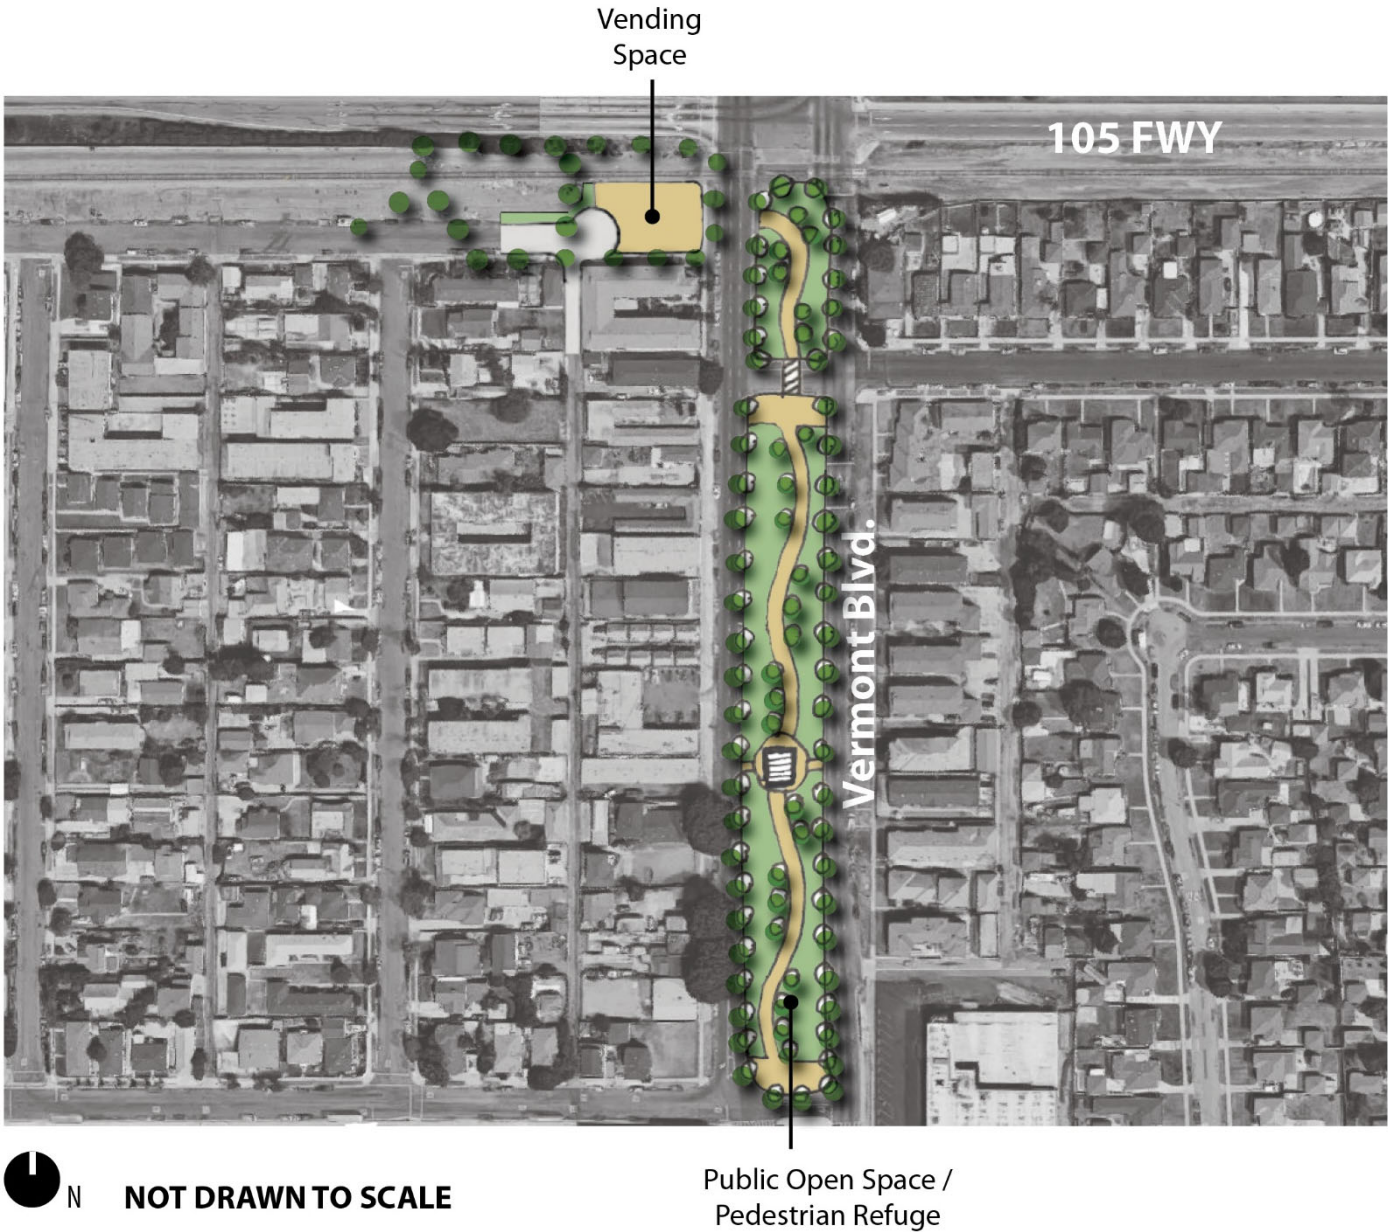 Vending
Space
105 FWY
Vermont Blvd.
N
NOT DRAWN TO SCALE
Public Open Space /
Pedestrian Refuge